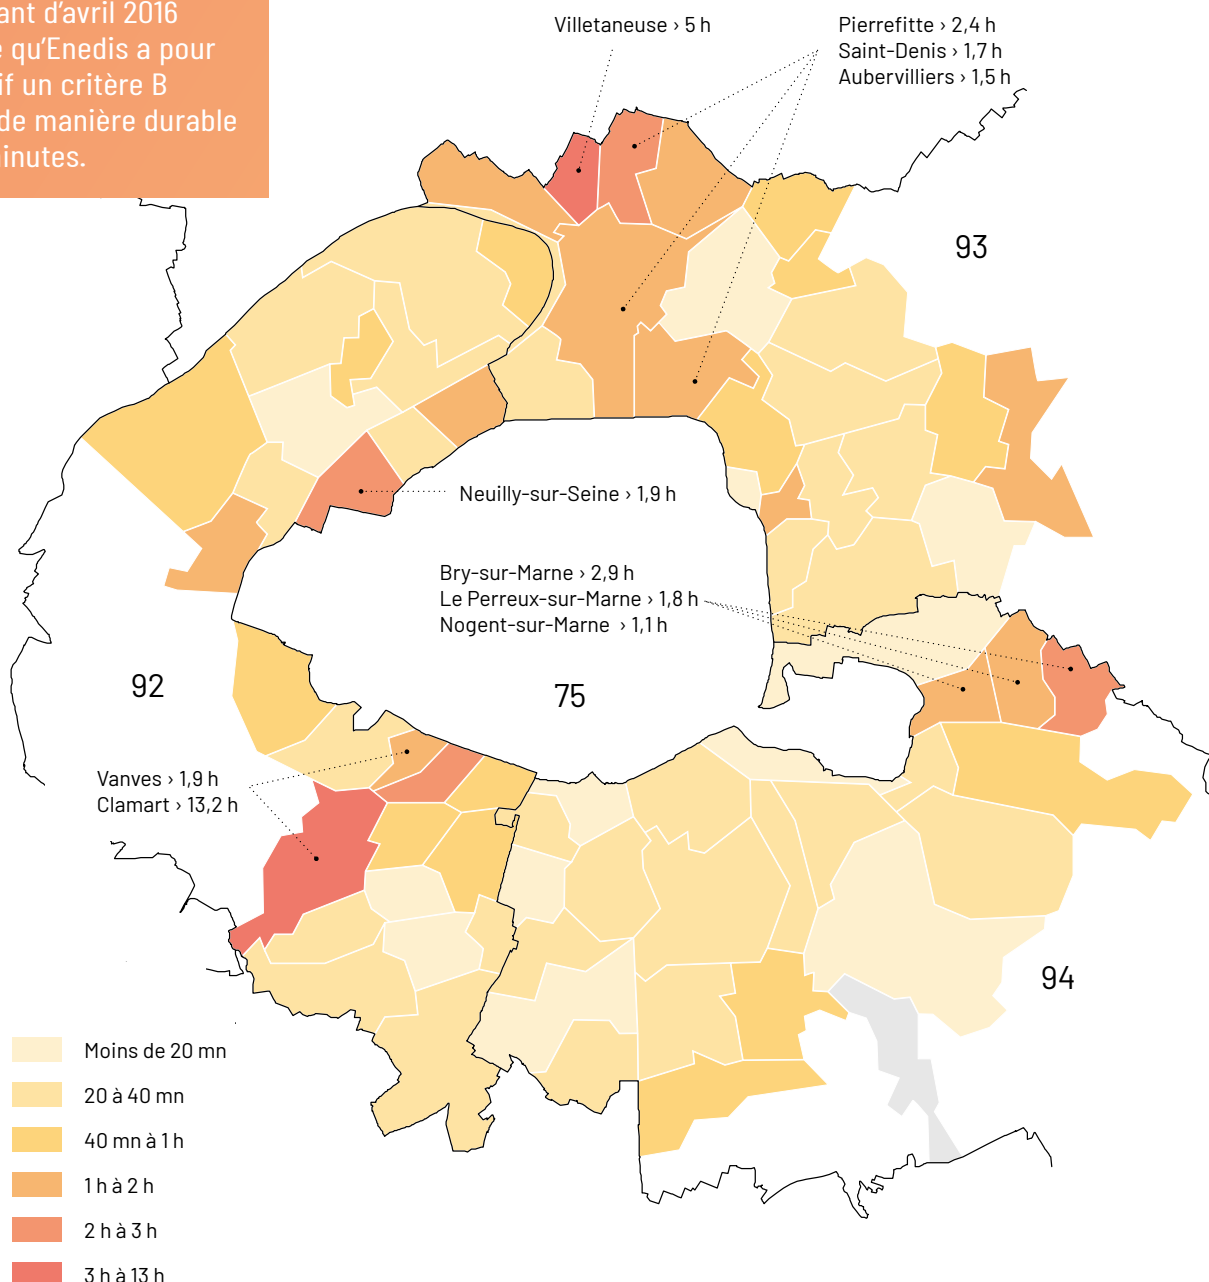 d'avril 2016
qu'Enedis a pour
un critère B
de manière durable
Villetaneuse › 5 h
Pierrefitte › 2,4 h
Saint-Denis › 1,7 h
Aubervilliers › 1,5 h
93
Neuilly-sur-Seine › 1,9 h
Bry-sur-Marne › 2,9 h
Le Perreux-sur-Marne › 1,8 h
Nogent-sur-Marne › 1,1 h
92
75
Vanves › 1,9 h
Clamart › 13,2 h
94
Moins de 20 mn
20 à 40 mn
40 mn à 1 h
1 h à 2 h
2 h à 3 h
3 h à 13 h